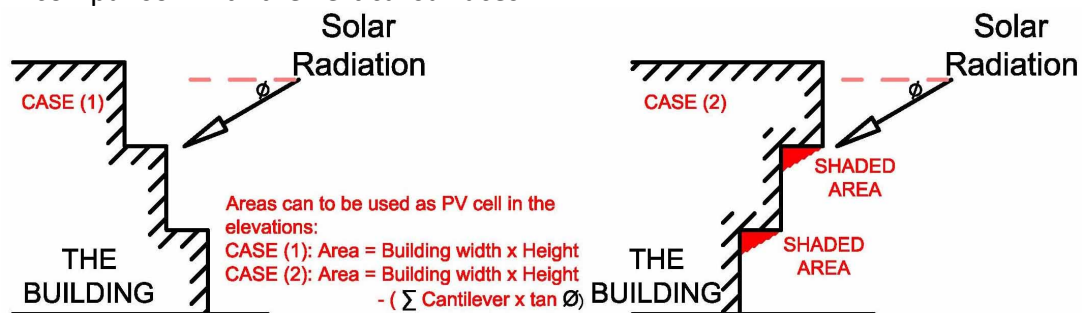 Solar
Radiation
ø
CASE (1)
THE
BUILDING
Areas can to be used as PV cell in the
elevations:
CASE (1): Area = Building width x Height
CASE (2): Area = Building width x Height
- ( ∑ Cantilever x tan Ø)
Solar
Radiation
ø
CASE (2)
SHADED
AREA
SHADED
AREA
THE
BUILDING